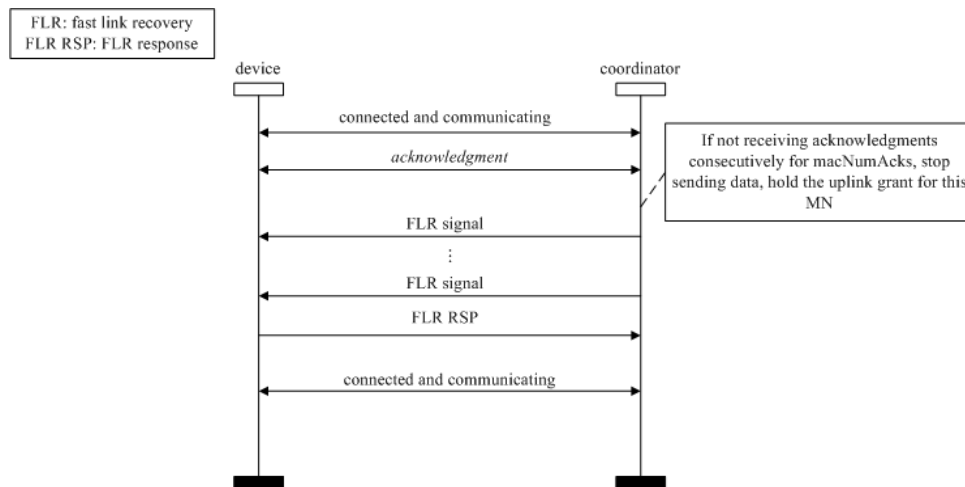 FLR: fast link recovery
FLR RSP: FLR response
device
coordinator
connected and communicating
acknowledgment
If not receiving acknowledgments
consecutively for macNumAcks, stop
sending data, hold the uplink grant for this
MN
FLR signal
⋮
FLR signal
FLR RSP
connected and communicating